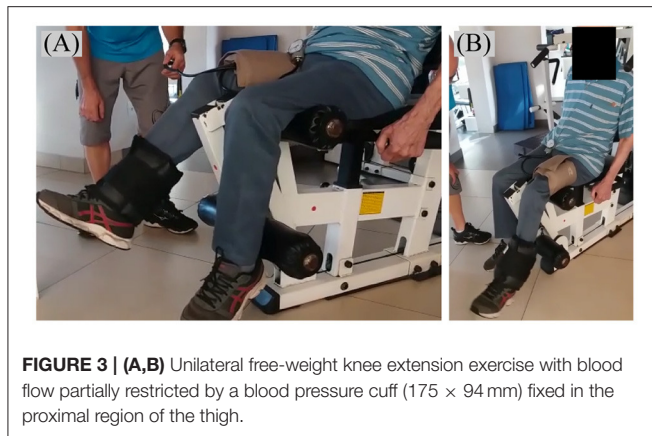 (A)
(B)
FIGURE 3 | (A,B) Unilateral free-weight knee extension exercise with blood
flow partially restricted by a blood pressure cuff (175 × 94 mm) fixed in the
proximal region of the thigh.